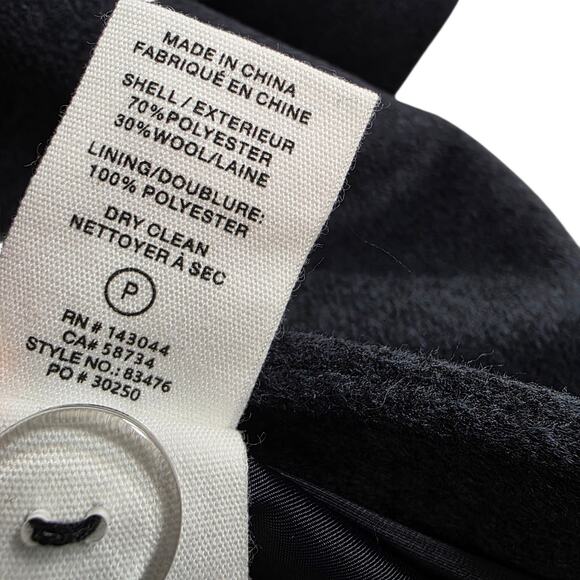 MADE IN CHINA
FABRIQUÉ EN CHINE
SHELL / EXTERIEUR
70% POLYESTER
30% WOOL/LAINE
LINING/DOUBLURE:
100% POLYESTER
DRY CLEAN
NETTOYER À SEC
P
RN # 143044
CA# 58734
STYLE NO.: 83476
PO # 30250